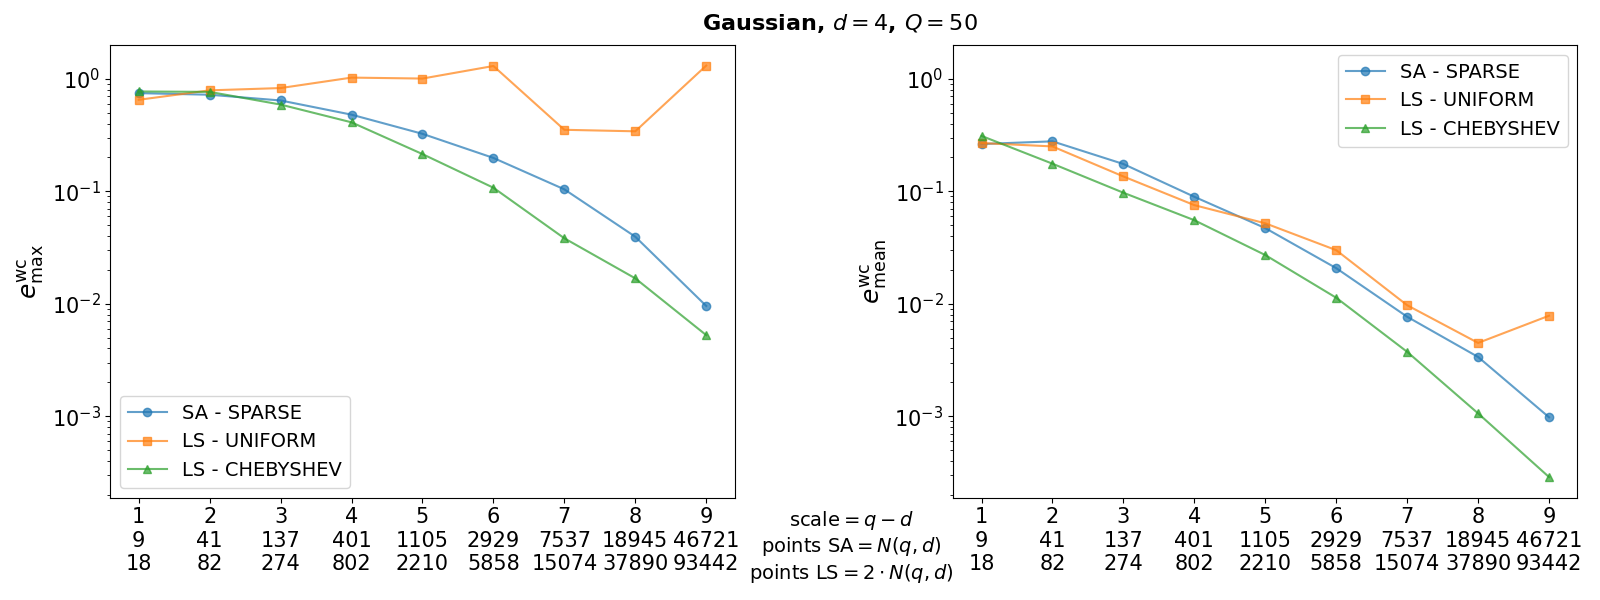 Gaussian, d = 4, Q = 50
10^0
10^-1
10^-2
10^-3
e^wc_max
SA - SPARSE
LS - UNIFORM
LS - CHEBYSHEV
1 2 3 4 5 6 7 8 9
9 41 137 401 1105 2929 7537 18945 46721
18 82 274 802 2210 5858 15074 37890 93442
scale = q − d
points SA = N(q, d)
points LS = 2 · N(q, d)
10^0
10^-1
10^-2
10^-3
e^wc_mean
SA - SPARSE
LS - UNIFORM
LS - CHEBYSHEV
1 2 3 4 5 6 7 8 9
9 41 137 401 1105 2929 7537 18945 46721
18 82 274 802 2210 5858 15074 37890 93442